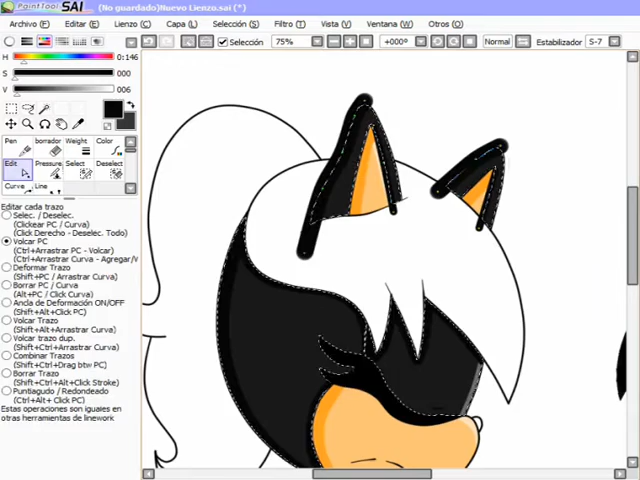 PaintTool SAI (No Guardado)Nuevo Lienzo.sai (*)
Archivo (F) Editar (E) Lienzo (C) Capa (L) Selección (S) Filtro (T) Vista (V) Ventana (W) Otros (O)
Selección 75% +000º Normal Estabilizador S-7
H 0:146
S 000
V 006
Pen borrador Weight Color
Edit Pressure Select Deselect
Curve Line
Editar cada trazo
Selec. / Deselec.
(Clickear PC / Curva)
(Click Derecho - Deselec. Todo)
Volcar PC
(Ctrl+Arrastrar PC - Volcar)
(Ctrl+Arrastrar Curva - Agregar/V
Deformar Trazo
(Shift+PC / Arrastrar Curva)
Borrar PC / Curva
(Alt+PC / Click Curva)
Ancla de Deformación ON/OFF
(Shift+Alt+Click PC)
Volcar Trazo
(Shift+Alt+Arrastrar Curva)
Volcar trazo dub.
(Shift+Ctrl+Arrastrar Curva)
Combinar Trazos
(Shift+Ctrl+Drag btw PC)
Borrar Trazo
(Shift+Ctrl+Alt+Click Stroke)
Puntiagudo / Redondeado
(Ctrl+Alt+ Click PC)
Estas operaciones son iguales en
otras herramientas de linework